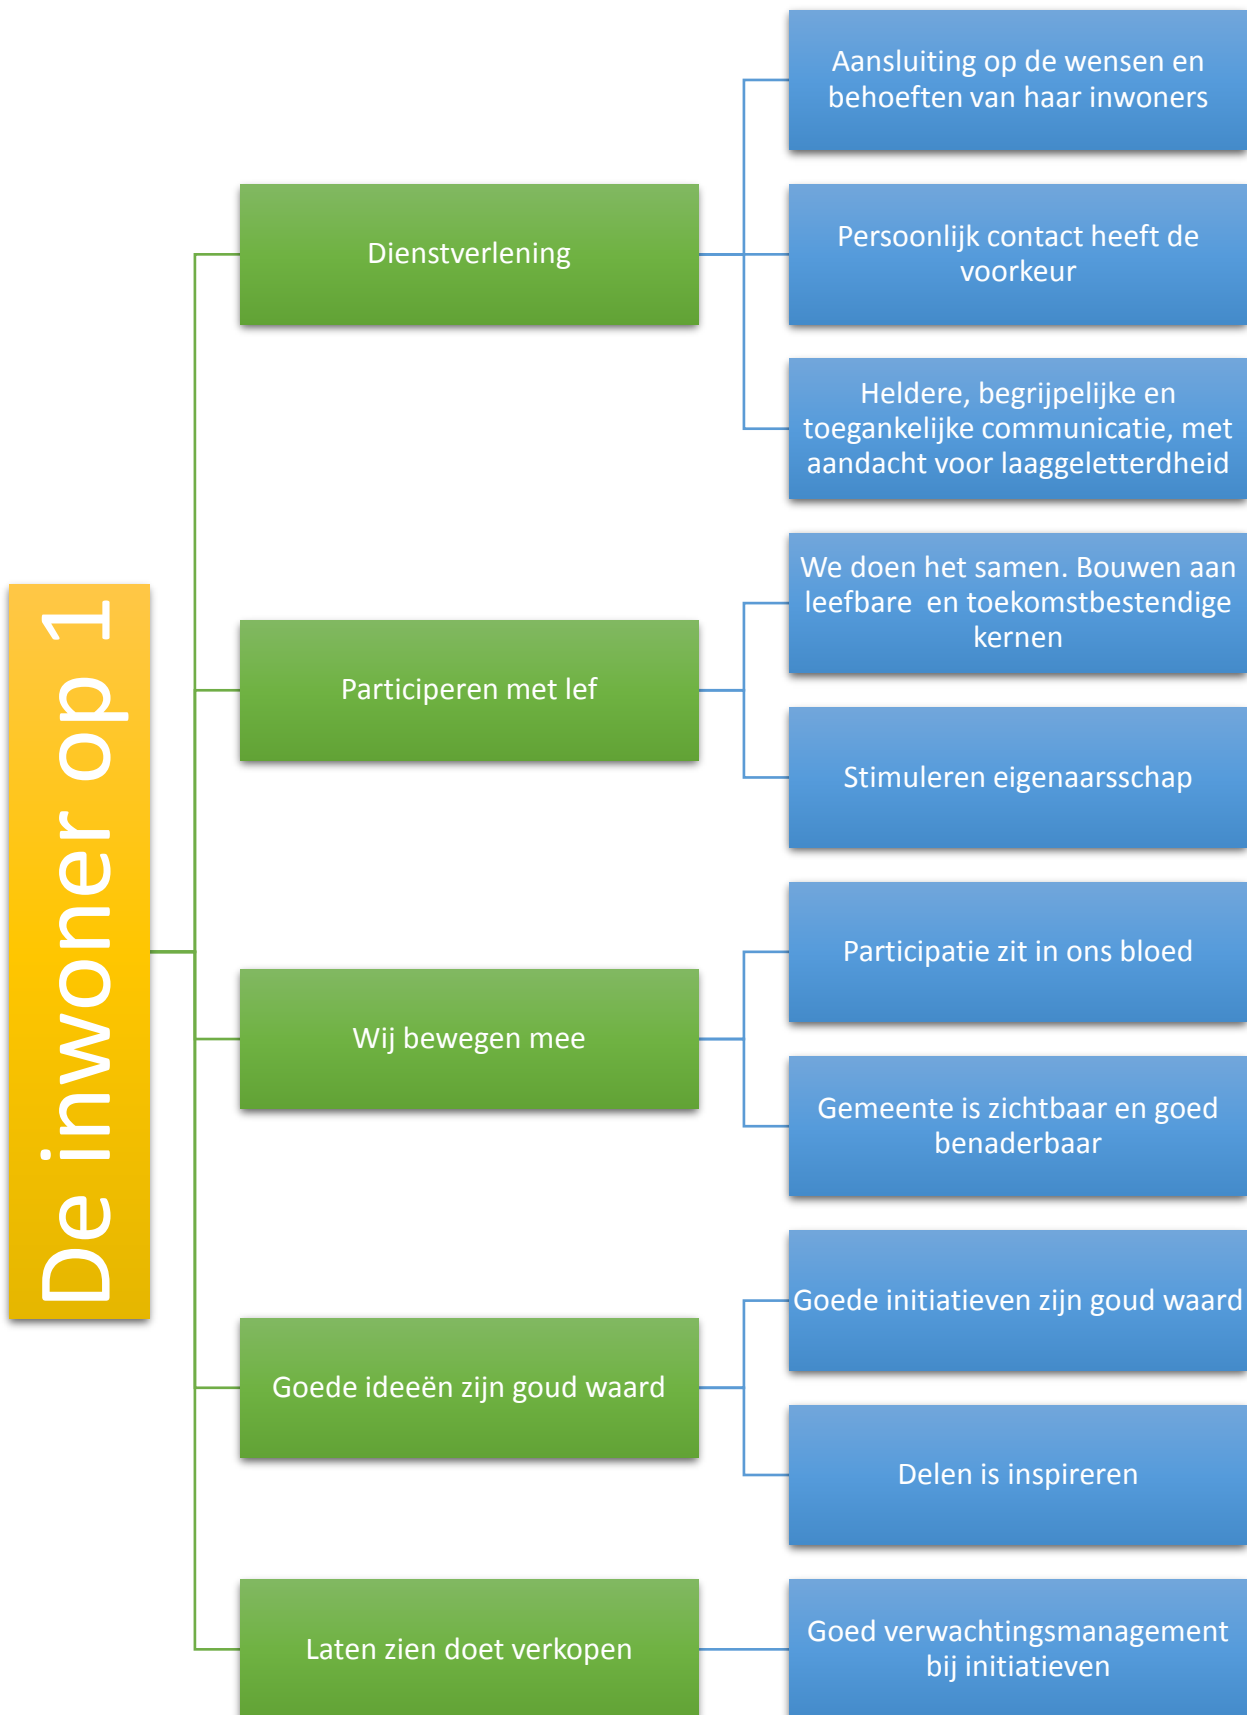 De inwoner op 1
Dienstverlening
Aansluiting op de wensen en
behoeften van haar inwoners
Persoonlijk contact heeft de
voorkeur
Heldere, begrijpelijke en
toegankelijke communicatie, met
aandacht voor laaggeletterdheid
Participeren met lef
We doen het samen. Bouwen aan
leefbare  en toekomstbestendige
kernen
Stimuleren eigenaarsschap
Wij bewegen mee
Participatie zit in ons bloed
Gemeente is zichtbaar en goed
benaderbaar
Goede ideeën zijn goud waard
Goede initiatieven zijn goud waard
Delen is inspireren
Laten zien doet verkopen
Goed verwachtingsmanagement
bij initiatieven